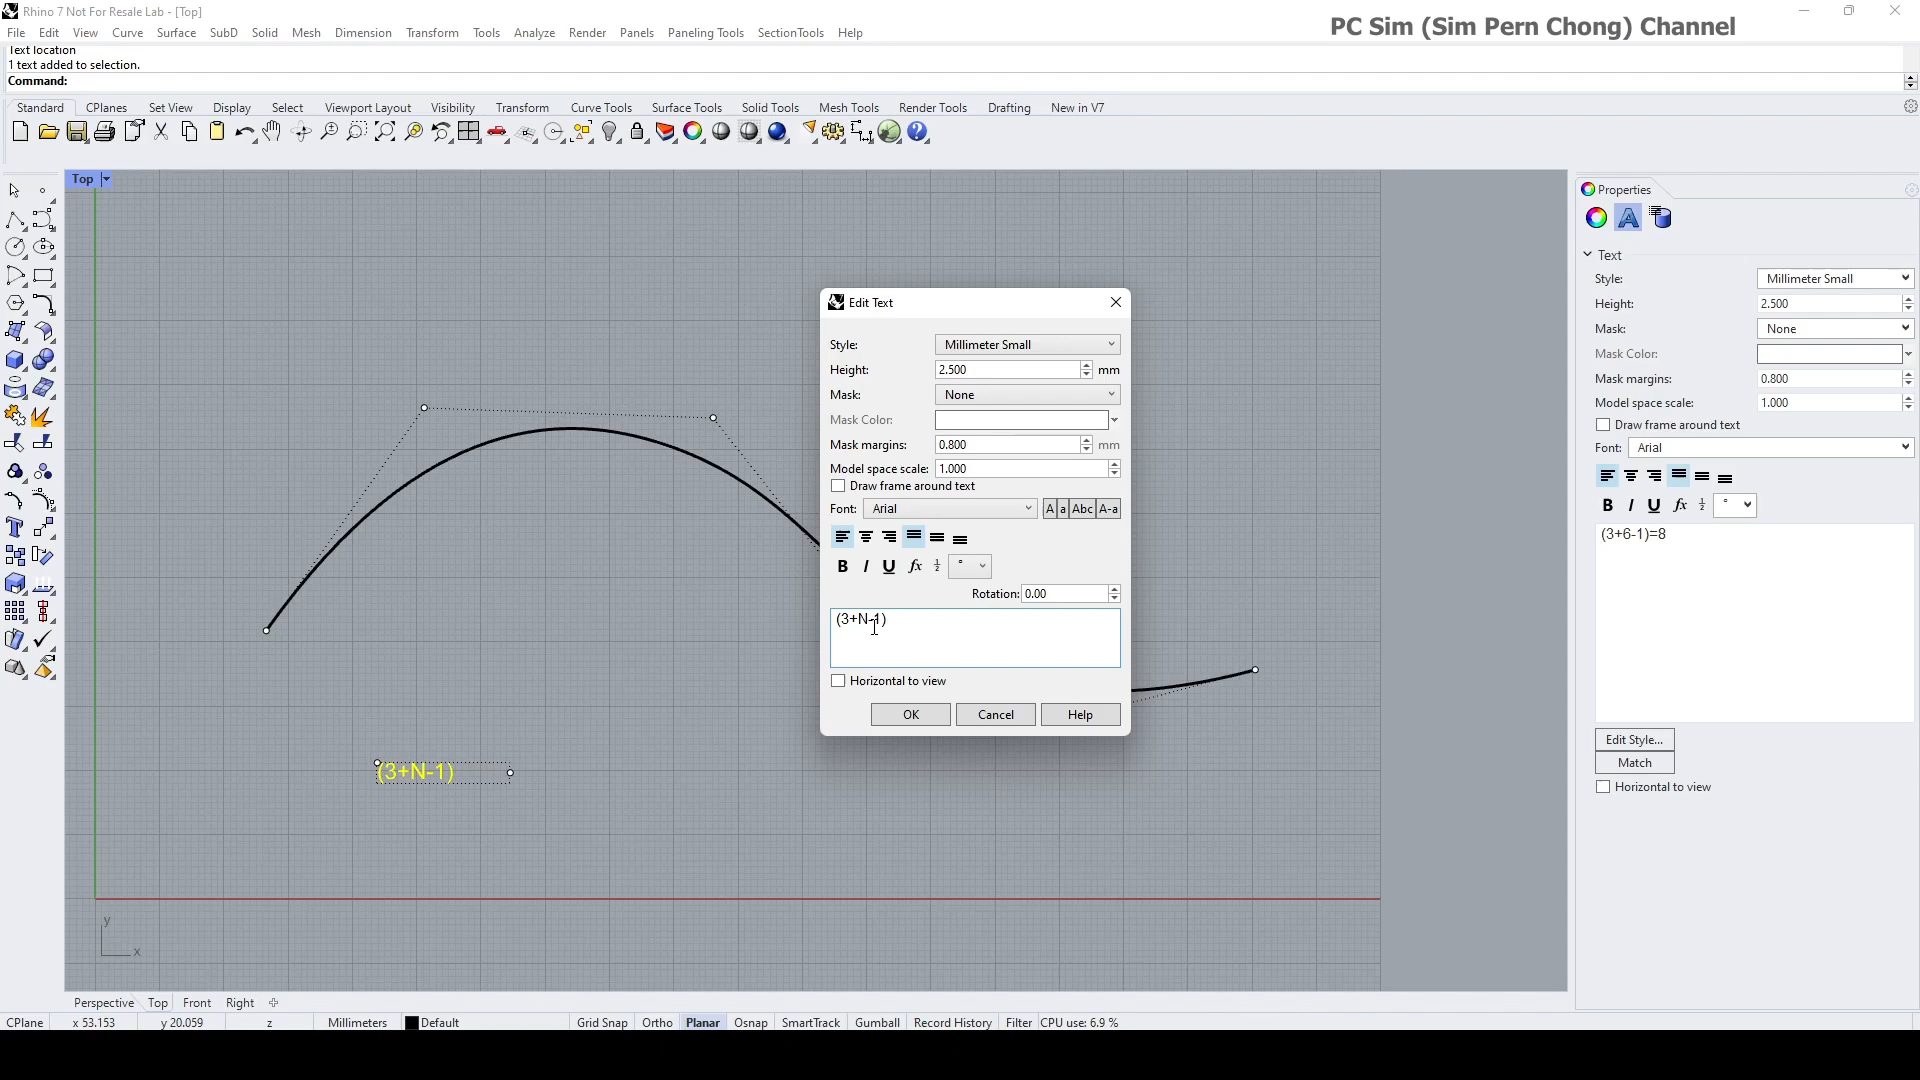 Rhino 7 Not For Resale Lab - [Top]
PC Sim (Sim Pern Chong) Channel
File Edit View Curve Surface SubD Solid Mesh Dimension Transform Tools Analyze Render Panels Paneling Tools SectionTools Help
Text location
1 text added to selection.
Command:
Standard CPlanes Set View Display Select Viewport Layout Visibility Transform Curve Tools Surface Tools Solid Tools Mesh Tools Render Tools Drafting New in V7
Top
Properties
Text
Style: Millimeter Small
Height: 2.500
Mask: None
Mask Color:
Mask margins: 0.800
Model space scale: 1.000
Draw frame around text
Font: Arial
B I U fx ½ °
(3+6-1)=8
Edit Style...
Match
Horizontal to view
Edit Text
Style: Millimeter Small
Height: 2.500 mm
Mask: None
Mask Color:
Mask margins: 0.800 mm
Model space scale: 1.000
Draw frame around text
Font: Arial A a Abc A-a
B I U fx ½ °
Rotation: 0.00
(3+N-1)
Horizontal to view
OK Cancel Help
(3+N-1)
y
x
Perspective Top Front Right
CPlane x 53.153 y 20.059 z Millimeters Default Grid Snap Ortho Planar Osnap SmartTrack Gumball Record History Filter CPU use: 6.9 %